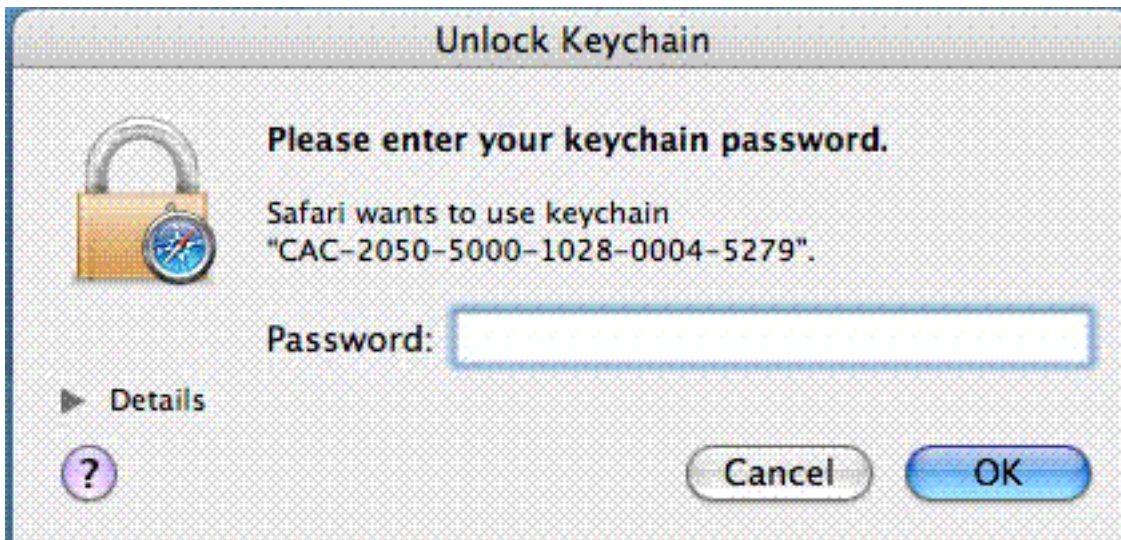 Unlock Keychain
Please enter your keychain password.
Safari wants to use keychain
“CAC-2050-5000-1028-0004-5279”.
Password:
Details
?
Cancel
OK